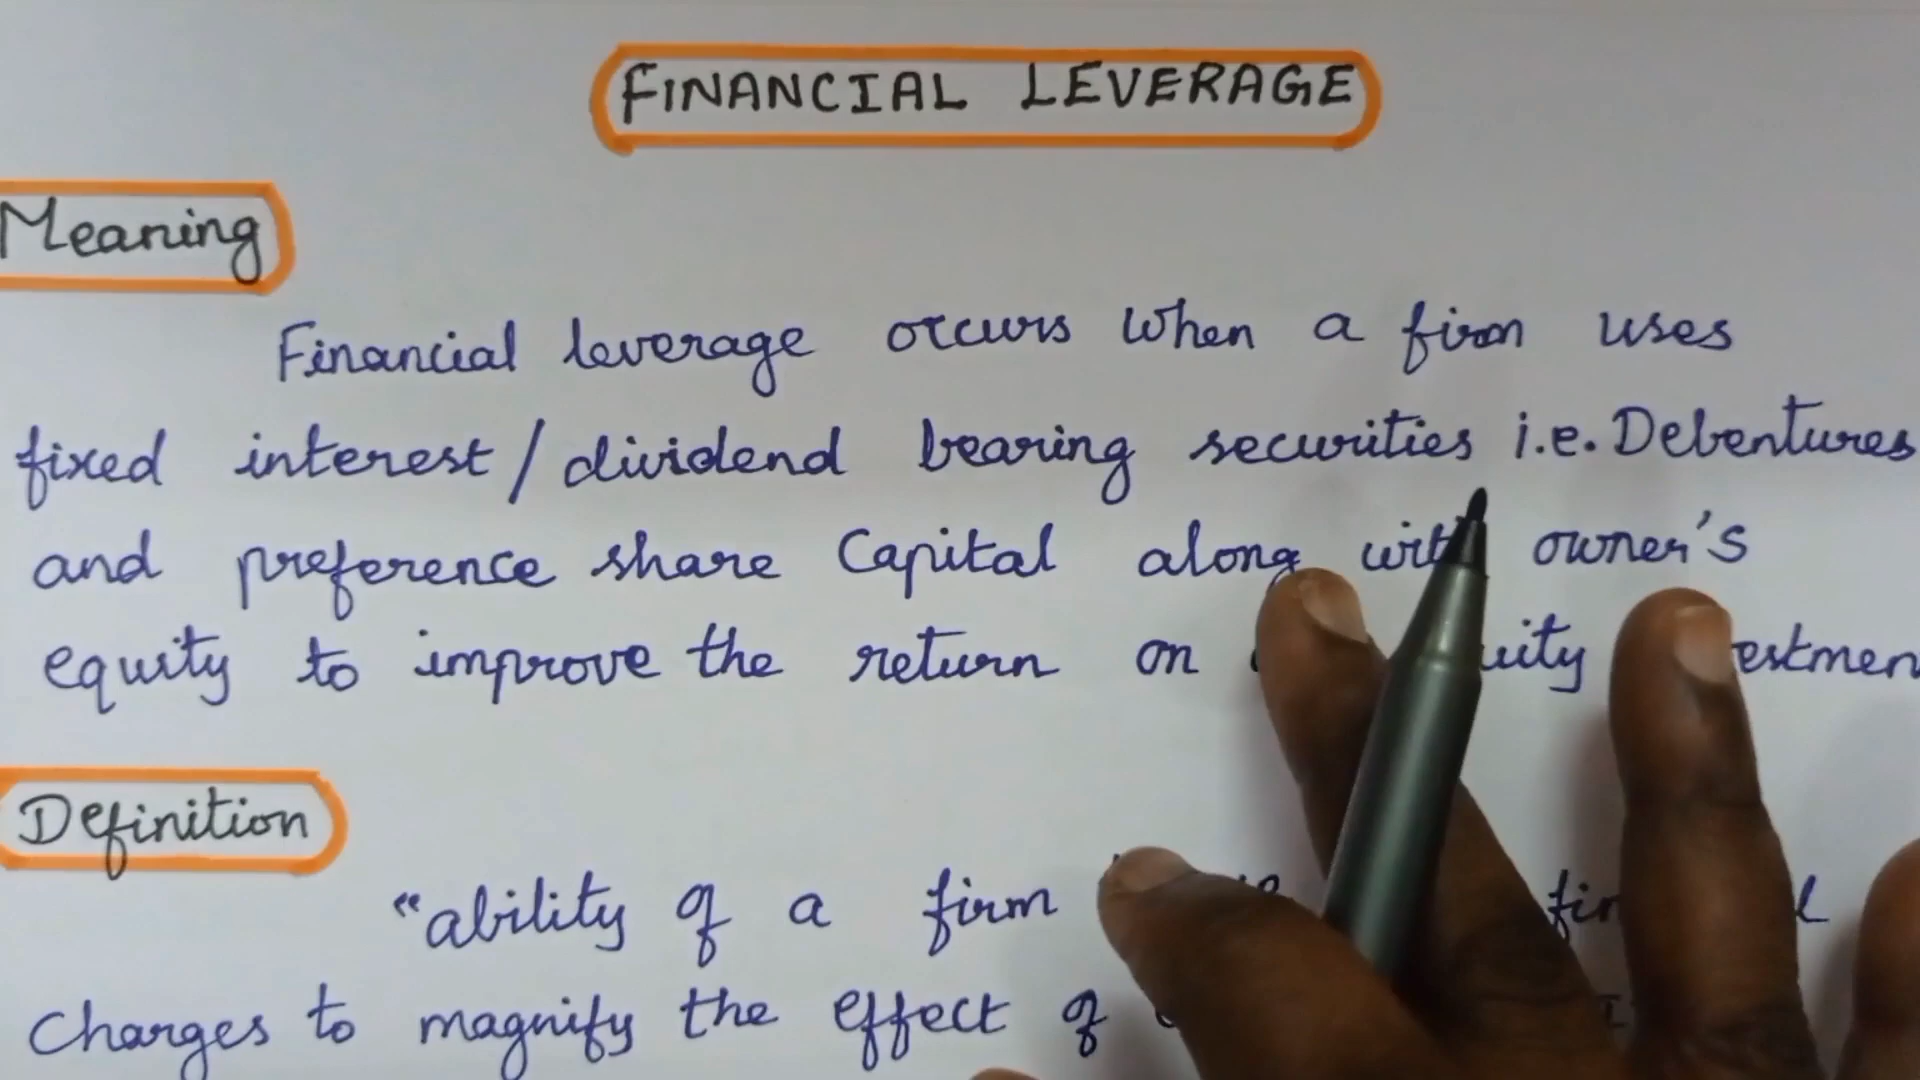 FINANCIAL LEVERAGE
Meaning
Financial leverage occurs when a firm uses
fixed interest / dividend bearing securities i.e. Debentures
and preference share Capital along with owner's
equity to improve the return on
Definition
"ability of a firm
Charges to magnify the effect of